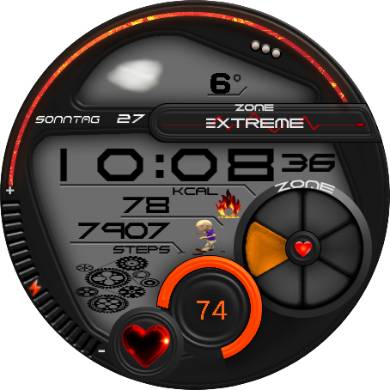 6°
ZONE
SONNTAG 27
EXTREME
-
10:08 36
KCAL
ZONE
78
7907
STEPS
+
74
-